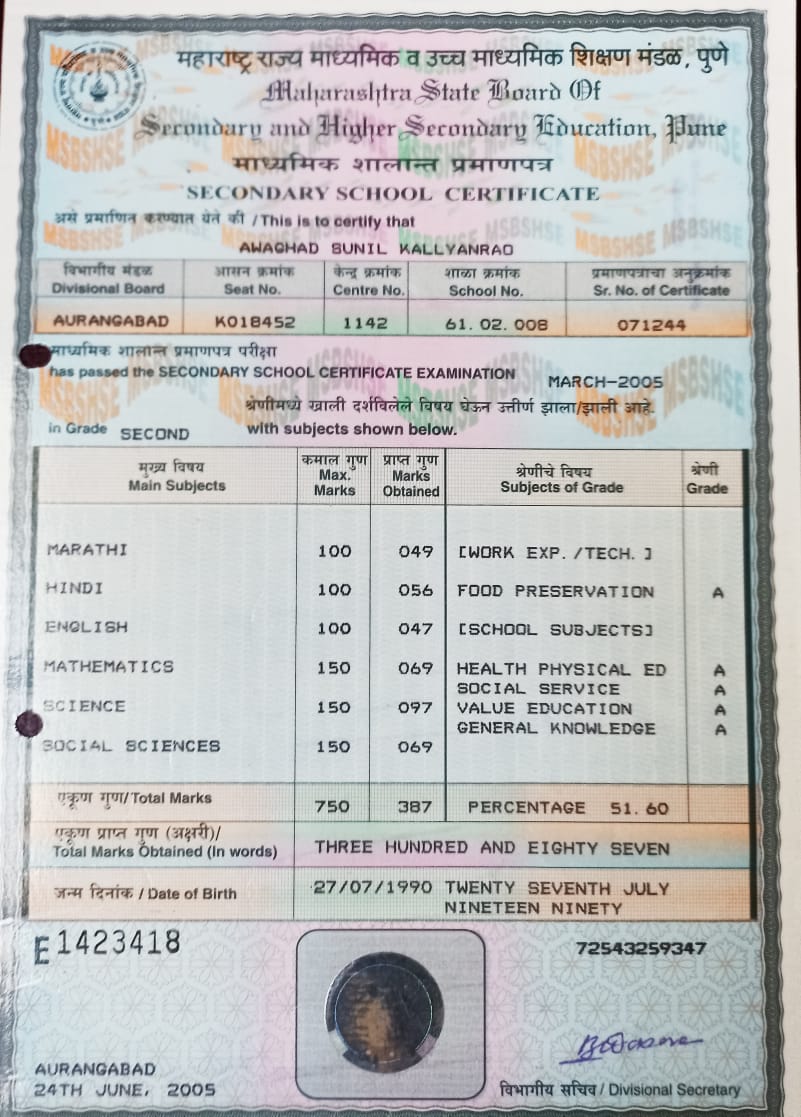 महाराष्ट्र राज्य माध्यमिक व उच्च माध्यमिक शिक्षण मंडळ, पुणे
Maharashtra State Board Of
Secondary and Higher Secondary Education, Pune
माध्यमिक शालान्त प्रमाणपत्र
SECONDARY SCHOOL CERTIFICATE
असे प्रमाणित करण्यात येते की / This is to certify that
AWAGHAD SUNIL KALLYANRAO
विभागीय मंडळ आसन क्रमांक केन्द्र क्रमांक शाळा क्रमांक प्रमाणपत्राचा अनुक्रमांक
Divisional Board Seat No. Centre No. School No. Sr. No. of Certificate
AURANGABAD K018452 1142 61. 02. 008 071244
माध्यमिक शालान्त प्रमाणपत्र परीक्षा
has passed the SECONDARY SCHOOL CERTIFICATE EXAMINATION MARCH-2005
श्रेणीमध्ये खाली दर्शविलेले विषय घेऊन उत्तीर्ण झाला/झाली आहे.
in Grade SECOND with subjects shown below.
मुख्य विषय कमाल गुण प्राप्त गुण श्रेणीचे विषय श्रेणी
Main Subjects Max. Marks Marks Obtained Subjects of Grade Grade
MARATHI 100 049 [WORK EXP. /TECH. ]
HINDI 100 056 FOOD PRESERVATION A
ENGLISH 100 047 [SCHOOL SUBJECTS]
MATHEMATICS 150 069 HEALTH PHYSICAL ED A
SOCIAL SERVICE A
SCIENCE 150 097 VALUE EDUCATION A
GENERAL KNOWLEDGE A
SOCIAL SCIENCES 150 069
एकूण गुण/Total Marks 750 387 PERCENTAGE 51. 60
एकूण प्राप्त गुण (अक्षरी)/
Total Marks Obtained (In words) THREE HUNDRED AND EIGHTY SEVEN
जन्म दिनांक / Date of Birth 27/07/1990 TWENTY SEVENTH JULY
NINETEEN NINETY
E1423418 72543259347
AURANGABAD
24TH JUNE, 2005 विभागीय सचिव / Divisional Secretary